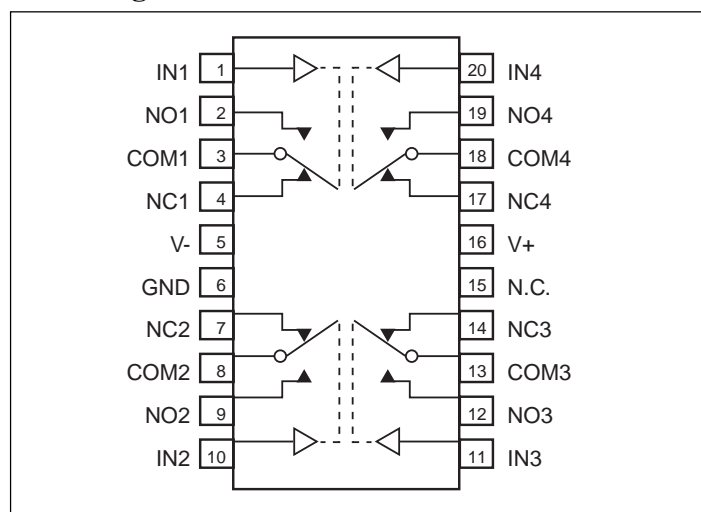 IN1 1 20 IN4
NO1 2 19 NO4
COM1 3 18 COM4
NC1 4 17 NC4
V- 5 16 V+
GND 6 15 N.C.
NC2 7 14 NC3
COM2 8 13 COM3
NO2 9 12 NO3
IN2 10 11 IN3